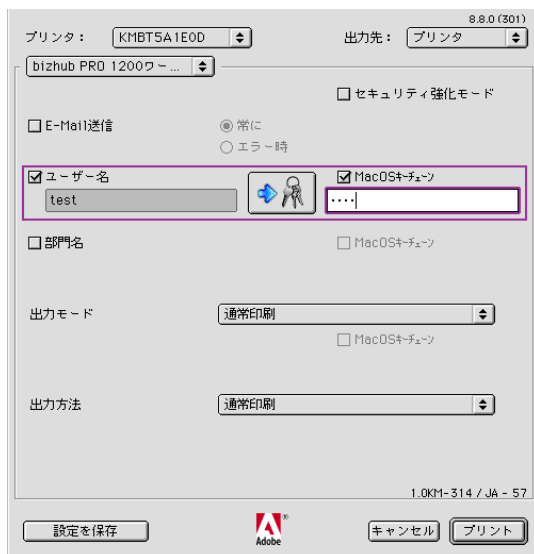 8.8.0 (301)
プリンタ： KMBT5A1E0D 出力先： プリンタ
bizhub PRO 1200ワー...
セキュリティ強化モード
E-Mail送信 常に
エラー時
ユーザー名 MacOSキーチェーン
test ････
部門名 MacOSキーチェーン
出力モード 通常印刷
MacOSキーチェーン
出力方法 通常印刷
1.0KM-314 / JA - 57
設定を保存 Adobe® キャンセル プリント